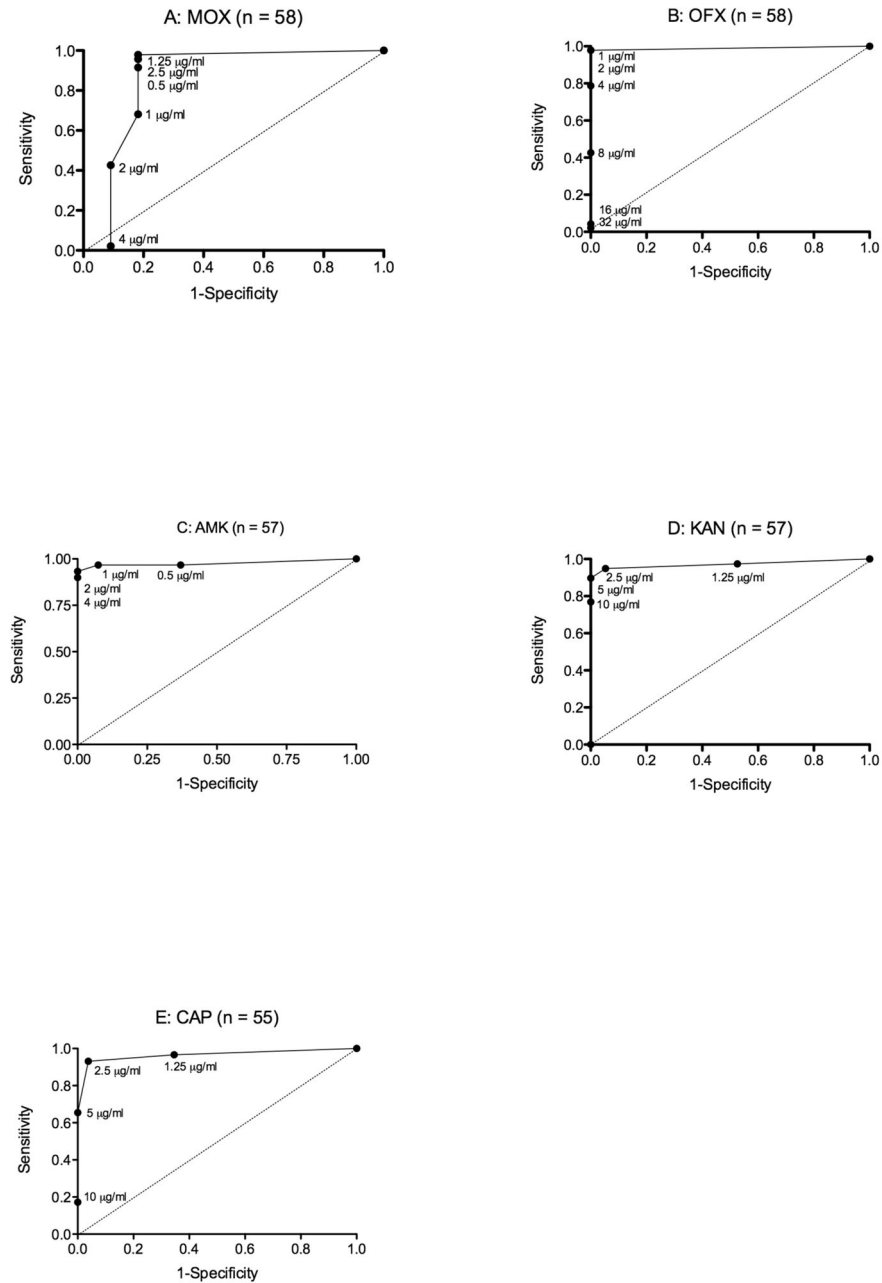 A: MOX (n = 58)
Sensitivity
1.0
0.8
0.6
0.4
0.2
0.0
1.25 µg/ml
2.5 µg/ml
0.5 µg/ml
1 µg/ml
2 µg/ml
4 µg/ml
0.0 0.2 0.4 0.6 0.8 1.0
1-Specificity
B: OFX (n = 58)
Sensitivity
1.0
0.8
0.6
0.4
0.2
0.0
1 µg/ml
2 µg/ml
4 µg/ml
8 µg/ml
16 µg/ml
32 µg/ml
0.0 0.2 0.4 0.6 0.8 1.0
1-Specificity
C: AMK (n = 57)
Sensitivity
1.00
0.75
0.50
0.25
0.00
1 µg/ml 0.5 µg/ml
2 µg/ml
4 µg/ml
0.00 0.25 0.50 0.75 1.00
1-Specificity
D: KAN (n = 57)
Sensitivity
1.0
0.8
0.6
0.4
0.2
0.0
2.5 µg/ml 1.25 µg/ml
5 µg/ml
10 µg/ml
0.0 0.2 0.4 0.6 0.8 1.0
1-Specificity
E: CAP (n = 55)
Sensitivity
1.0
0.8
0.6
0.4
0.2
0.0
2.5 µg/ml 1.25 µg/ml
5 µg/ml
10 µg/ml
0.0 0.2 0.4 0.6 0.8 1.0
1-Specificity